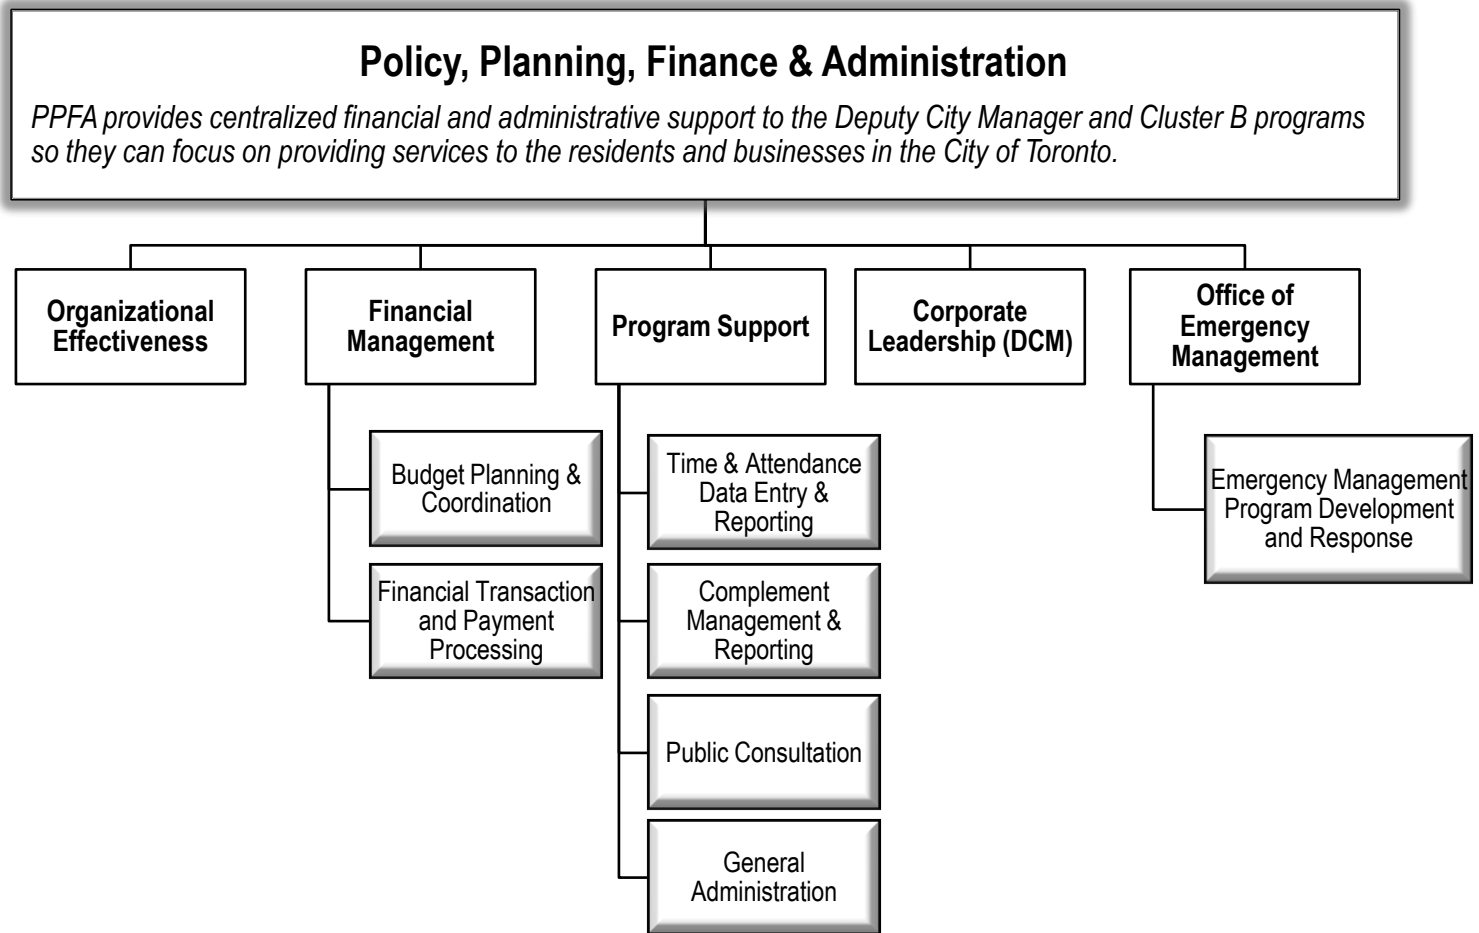 Policy, Planning, Finance & Administration
PPFA provides centralized financial and administrative support to the Deputy City Manager and Cluster B programs
so they can focus on providing services to the residents and businesses in the City of Toronto.
Organizational
Effectiveness
Financial
Management
Program Support
Corporate
Leadership (DCM)
Office of
Emergency
Management
Budget Planning &
Coordination
Financial Transaction
and Payment
Processing
Time & Attendance
Data Entry &
Reporting
Complement
Management &
Reporting
Public Consultation
General
Administration
Emergency Management
Program Development
and Response